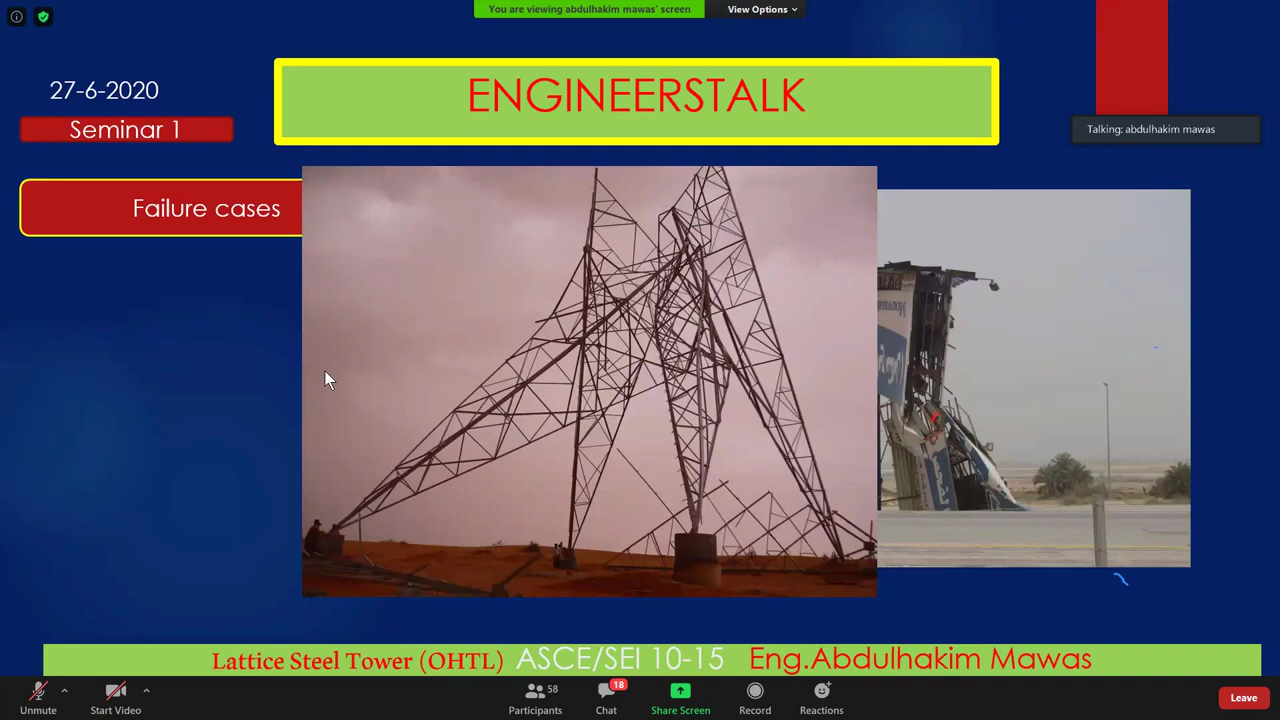 You are viewing abdulhakim mawas' screen
View Options
27-6-2020
ENGINEERSTALK
Seminar 1
Talking: abdulhakim mawas
Failure cases
Lattice Steel Tower (OHTL) ASCE/SEI 10-15 Eng.Abdulhakim Mawas
Unmute
Start Video
Participants
58
Chat
18
Share Screen
Record
Reactions
Leave